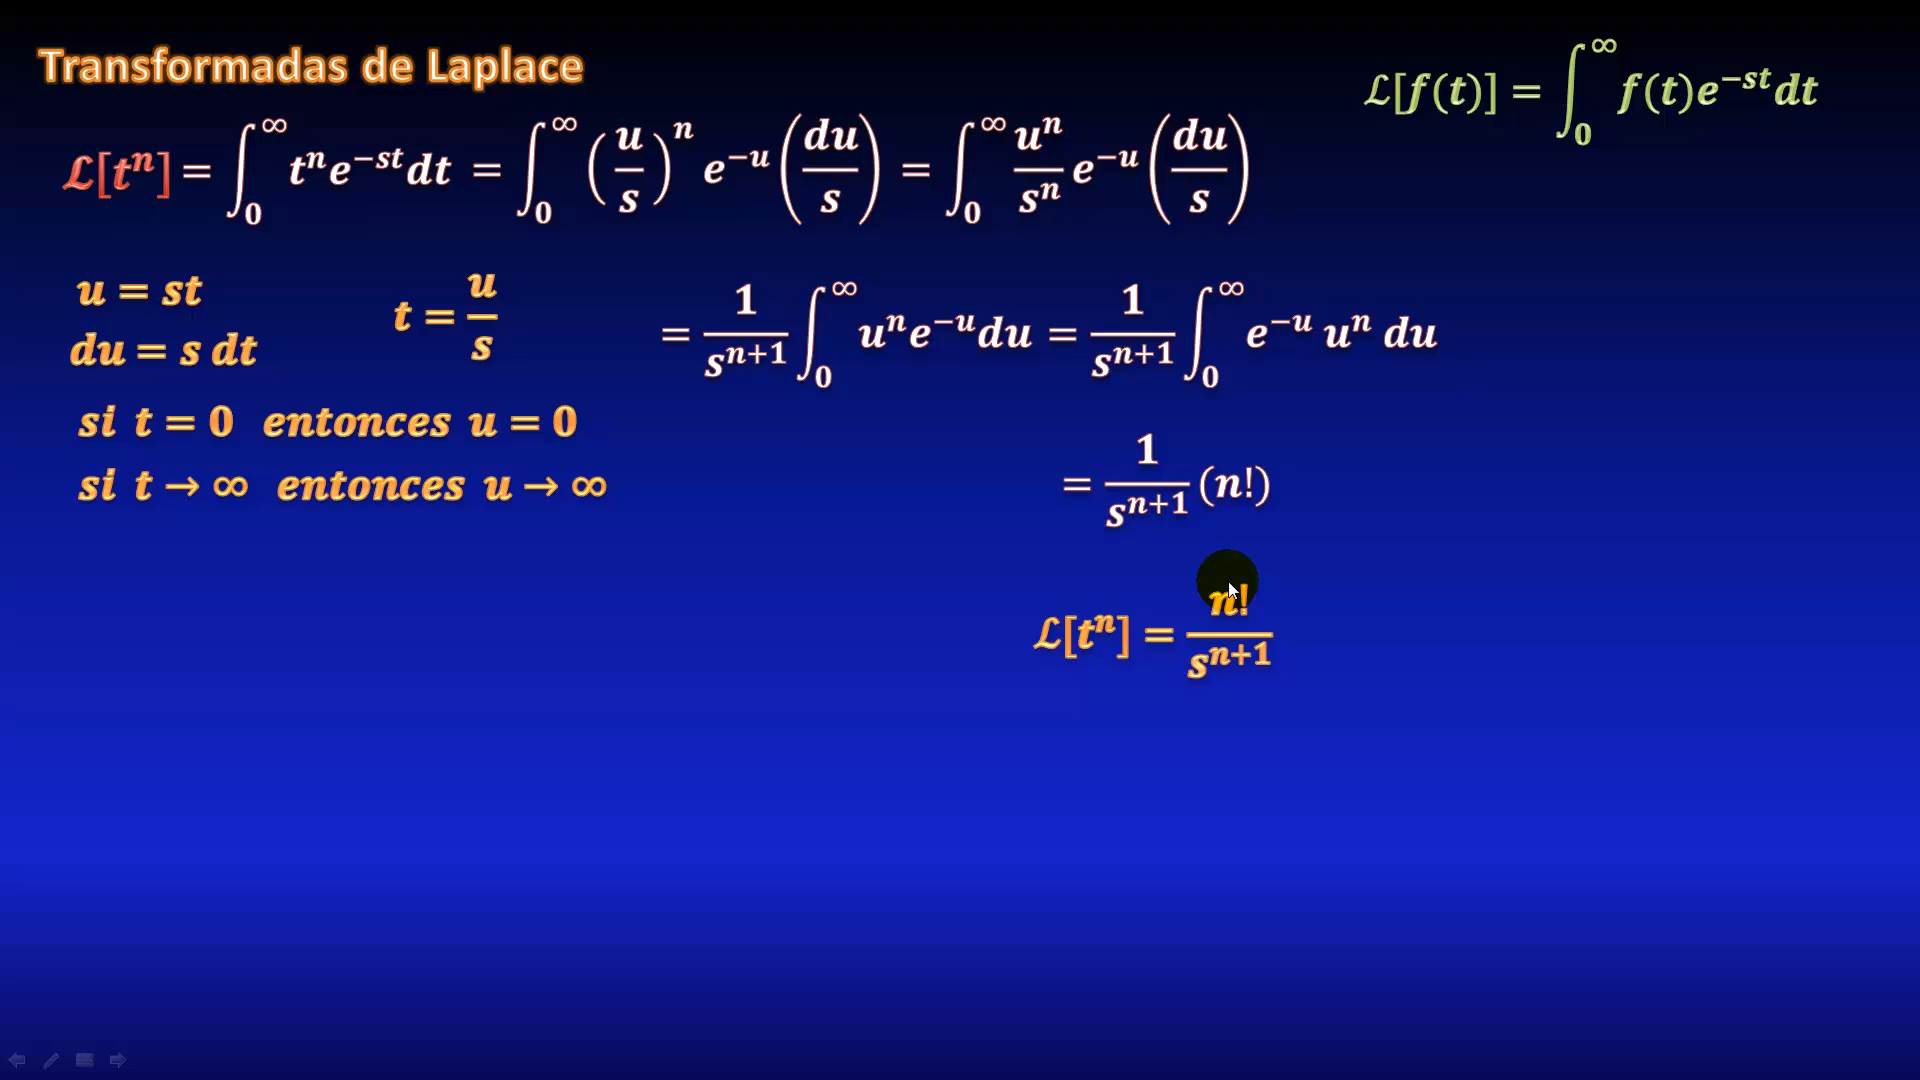 Transformadas de Laplace
ℒ[f(t)] = ∫₀^∞ f(t)e^{-st}dt
ℒ[tⁿ] = ∫₀^∞ tⁿe^{-st}dt = ∫₀^∞ (u/s)ⁿ e^{-u} (du/s) = ∫₀^∞ uⁿ/sⁿ e^{-u} (du/s)
u = st
t = u/s
du = s dt
= 1/s^{n+1} ∫₀^∞ uⁿe^{-u}du = 1/s^{n+1} ∫₀^∞ e^{-u} uⁿ du
si t = 0 entonces u = 0
si t → ∞ entonces u → ∞
= 1/s^{n+1} (n!)
ℒ[tⁿ] = n!/s^{n+1}